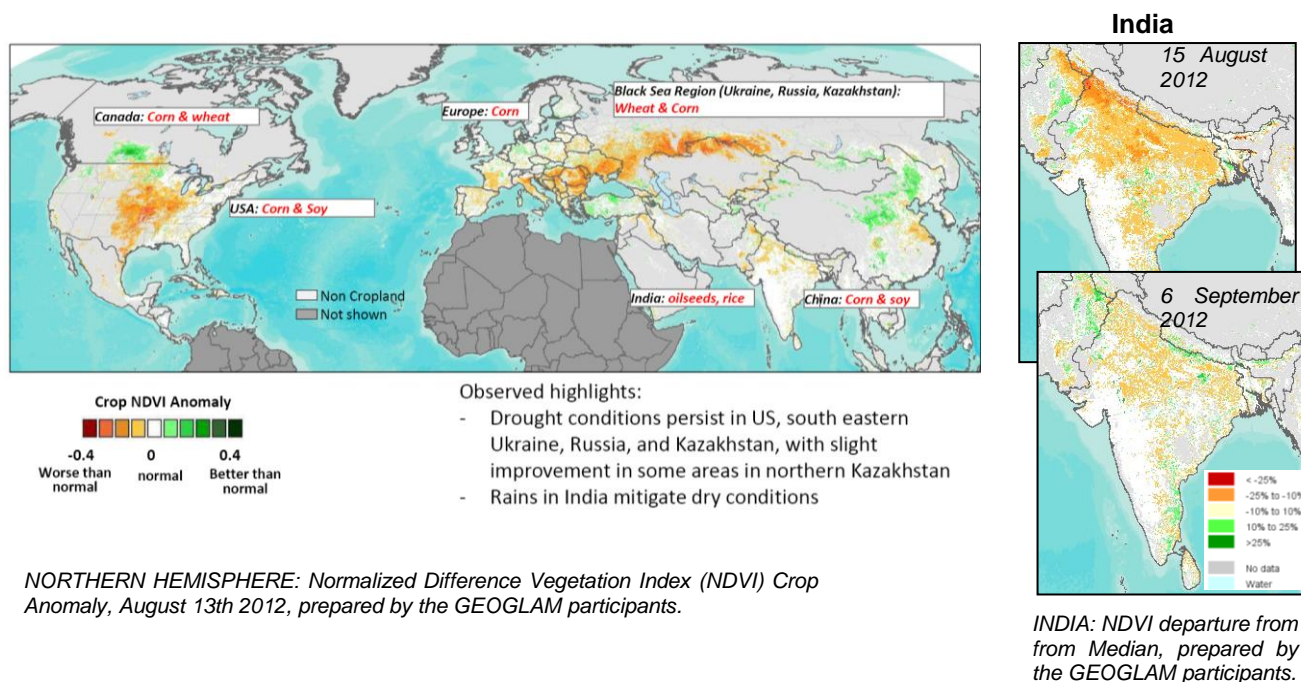 Canada: Corn & wheat
Europe: Corn
Black Sea Region (Ukraine, Russia, Kazakhstan):
Wheat & Corn
USA: Corn & Soy
Non Cropland
Not shown
India: oilseeds, rice
China: Corn & soy
Crop NDVI Anomaly
-0.4 0 0.4
Worse than normal Better than
normal normal
Observed highlights:
- Drought conditions persist in US, south eastern
Ukraine, Russia, and Kazakhstan, with slight
improvement in some areas in northern Kazakhstan
- Rains in India mitigate dry conditions
NORTHERN HEMISPHERE: Normalized Difference Vegetation Index (NDVI) Crop
Anomaly, August 13th 2012, prepared by the GEOGLAM participants.
India
15 August
2012
6 September
2012
< -25%
-25% to -10%
-10% to 10%
10% to 25%
>25%
No data
Water
INDIA: NDVI departure from
from Median, prepared by
the GEOGLAM participants.